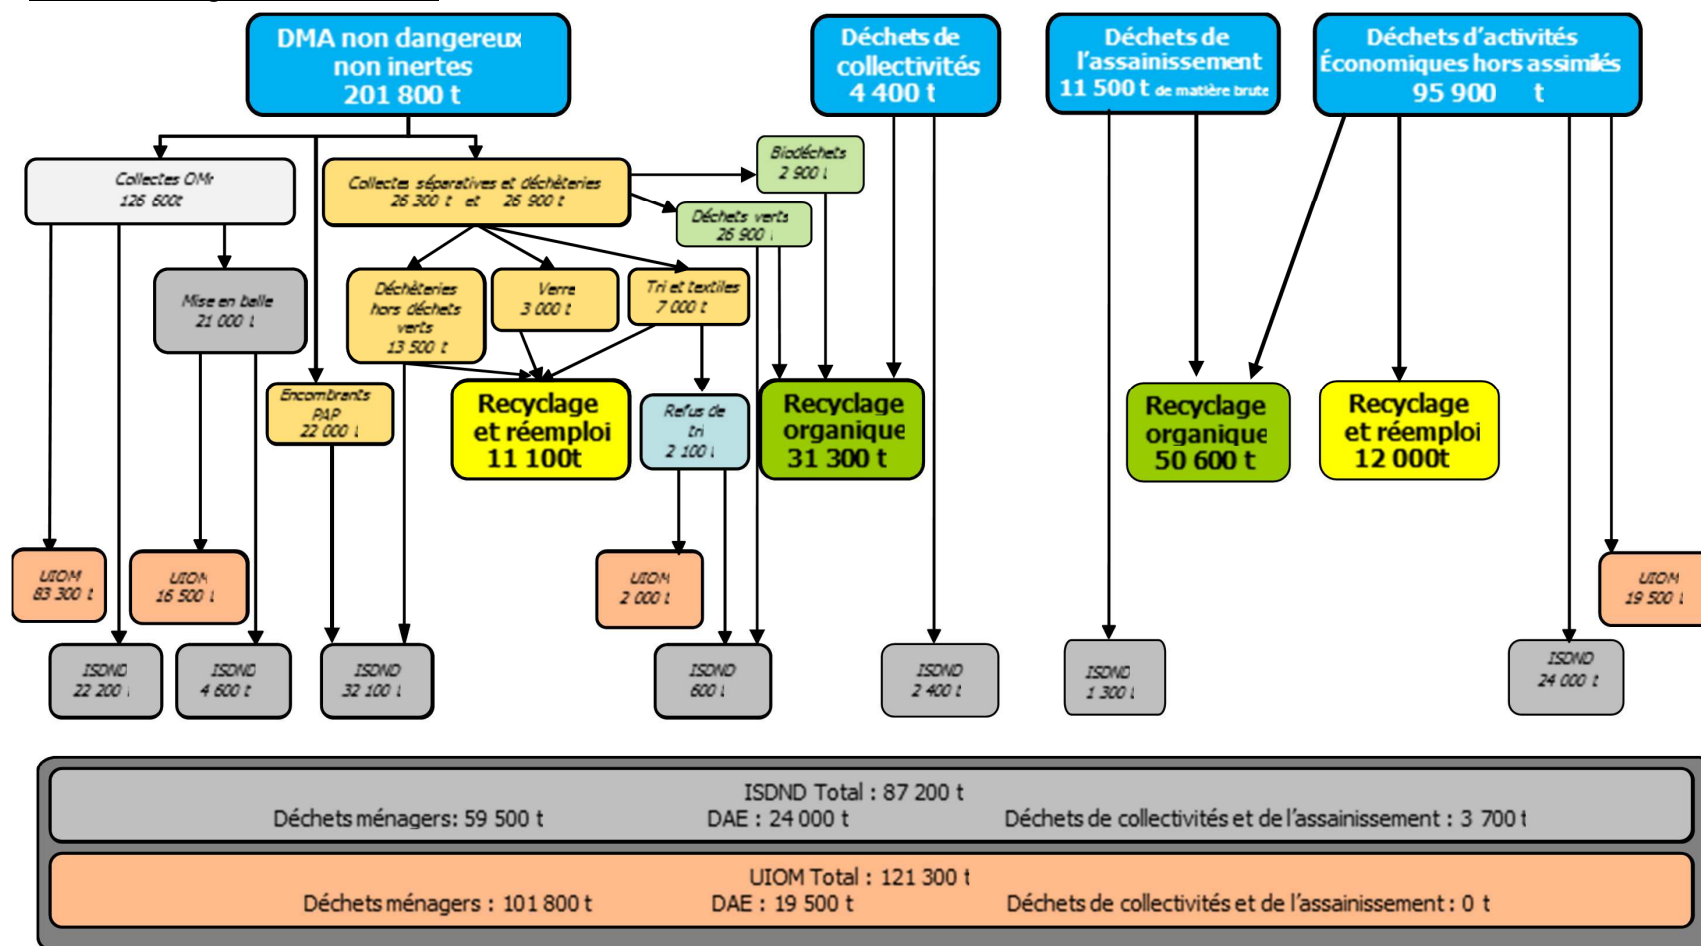 DMA non dangereux
non inertes
201 800 t
Déchets de
collectivités
4 400 t
Déchets de
l'assainissement
11 500 t de matière brute
Déchets d'activités
Économiques hors assimilés
95 900 t
Collectes OMr
126 600t
Collectes séparatives et déchèteries
26 300 t et 26 900 t
Biodéchets
2 900 t
Déchets verts
26 900 t
Mise en balle
21 000 t
Déchèteries
hors déchets
verts
13 500 t
Verre
3 000 t
Tri et textiles
7 000 t
Encombrants
PAP
22 000 t
Recyclage
et réemploi
11 100t
Refus de
tri
2 100 t
Recyclage
organique
31 300 t
Recyclage
organique
50 600 t
Recyclage
et réemploi
12 000t
UIOM
83 300 t
UIOM
16 500 t
UIOM
2 000 t
UIOM
19 500 t
ISDND
22 200 t
ISDND
4 600 t
ISDND
32 100 t
ISDND
600 t
ISDND
2 400 t
ISDND
1 300 t
ISDND
24 000 t
ISDND Total : 87 200 t
Déchets ménagers: 59 500 t DAE : 24 000 t Déchets de collectivités et de l'assainissement : 3 700 t
UIOM Total : 121 300 t
Déchets ménagers : 101 800 t DAE : 19 500 t Déchets de collectivités et de l'assainissement : 0 t